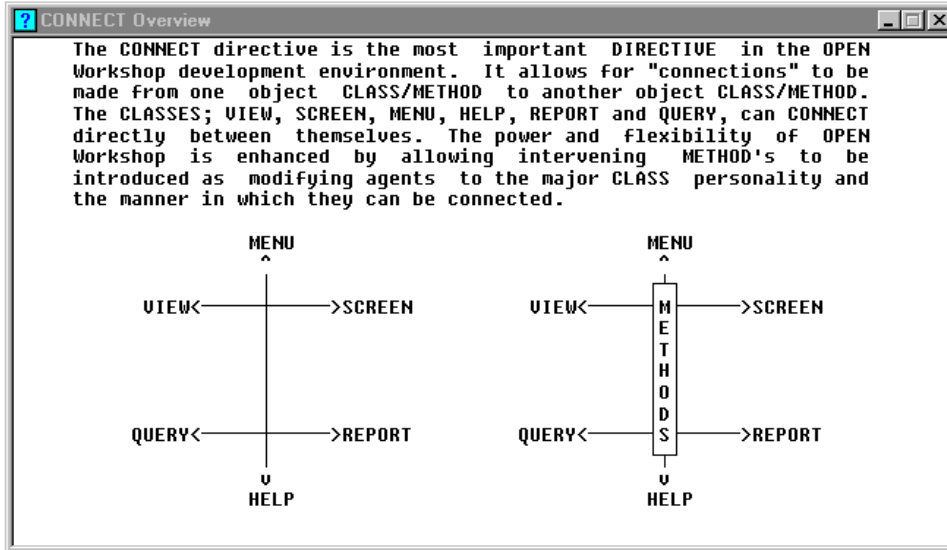 CONNECT Overview
The CONNECT directive is the most important DIRECTIVE in the OPEN
Workshop development environment. It allows for "connections" to be
made from one object CLASS/METHOD to another object CLASS/METHOD.
The CLASSES; VIEW, SCREEN, MENU, HELP, REPORT and QUERY, can CONNECT
directly between themselves. The power and flexibility of OPEN
Workshop is enhanced by allowing intervening METHOD's to be
introduced as modifying agents to the major CLASS personality and
the manner in which they can be connected.
MENU MENU
VIEW< >SCREEN VIEW< METHODS >SCREEN
QUERY< >REPORT QUERY< >REPORT
HELP HELP